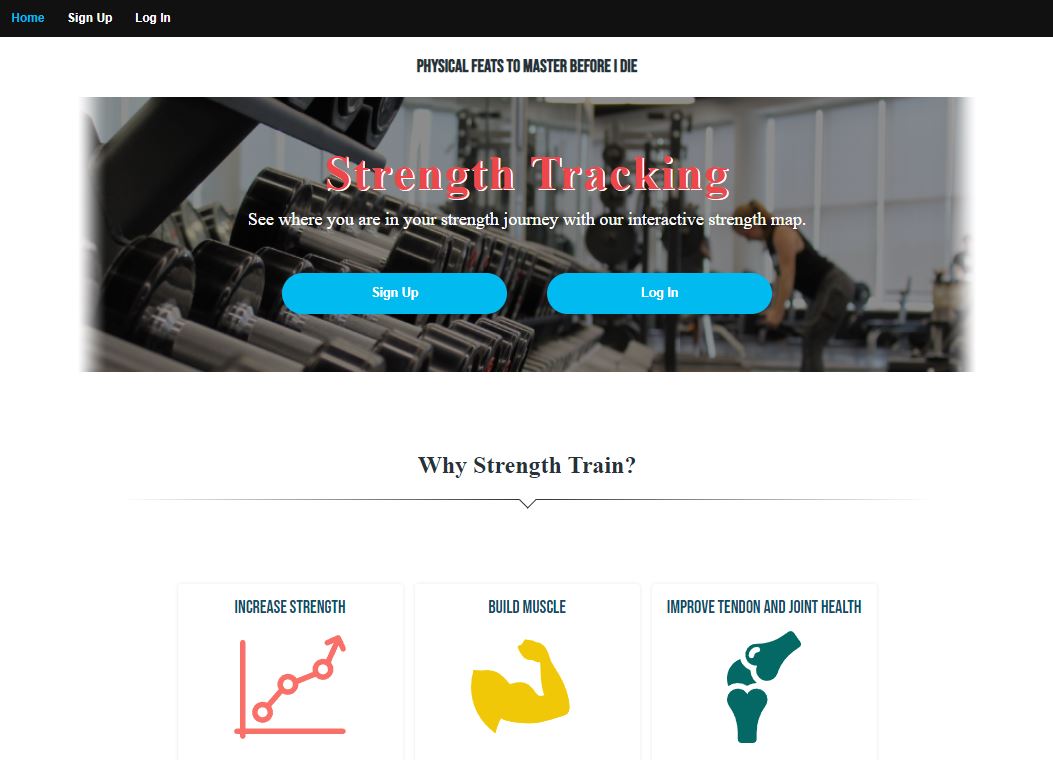 Home Sign Up Log In
PHYSICAL FEATS TO MASTER BEFORE I DIE
Strength Tracking
See where you are in your strength journey with our interactive strength map.
Sign Up Log In
Why Strength Train?
INCREASE STRENGTH BUILD MUSCLE IMPROVE TENDON AND JOINT HEALTH